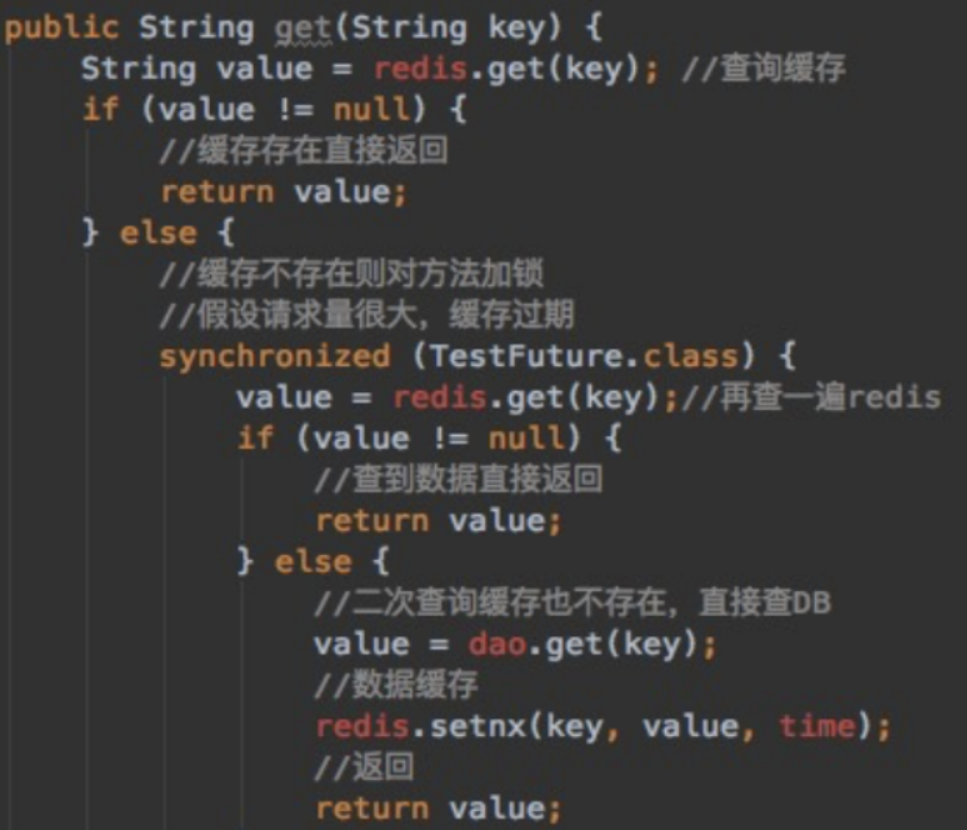 public String get(String key) {
String value = redis.get(key); //查询缓存
if (value != null) {
//缓存存在直接返回
return value;
} else {
//缓存不存在则对方法加锁
//假设请求量很大，缓存过期
synchronized (TestFuture.class) {
value = redis.get(key);//再查一遍redis
if (value != null) {
//查到数据直接返回
return value;
} else {
//二次查询缓存也不存在，直接查DB
value = dao.get(key);
//数据缓存
redis.setnx(key, value, time);
//返回
return value;